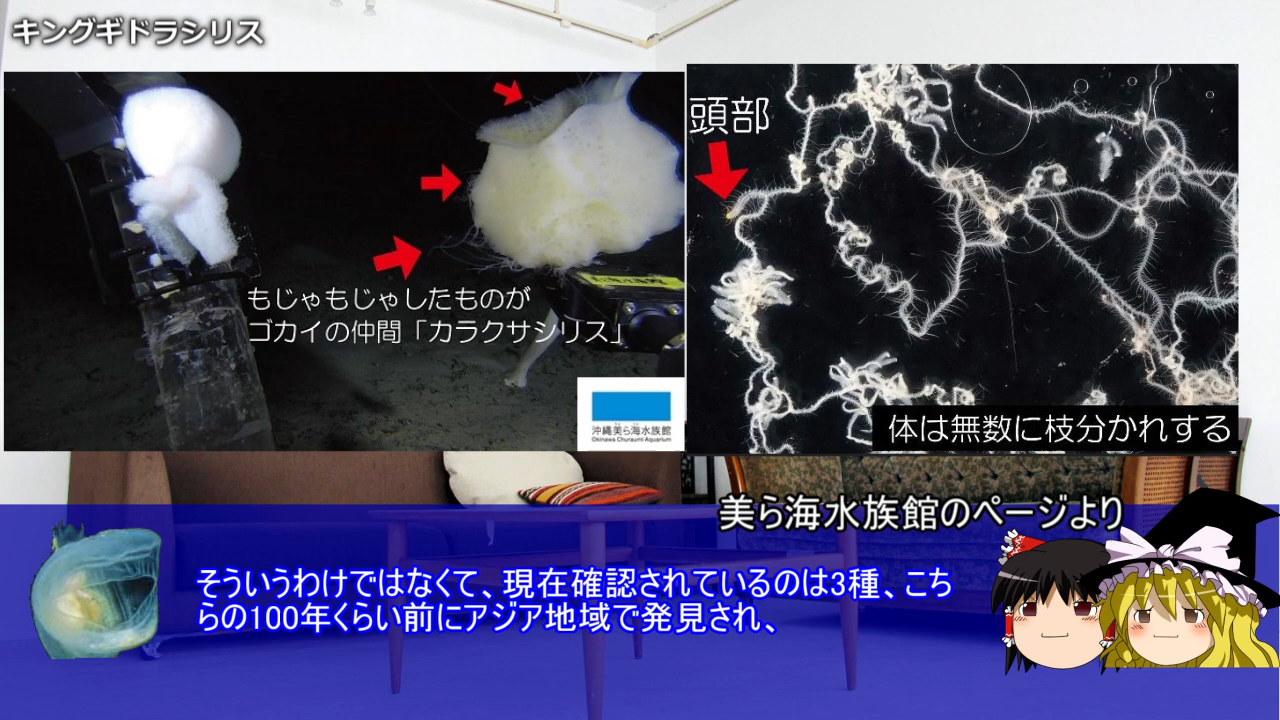 キングギドラシリス
頭部
もじゃもじゃしたものが
ゴカイの仲間「カラクサシリス」
沖縄美ら海水族館
Okinawa Churaumi Aquarium
体は無数に枝分かれする
美ら海水族館のページより
そういうわけではなくて、現在確認されているのは3種、こち
らの100年くらい前にアジア地域で発見され、